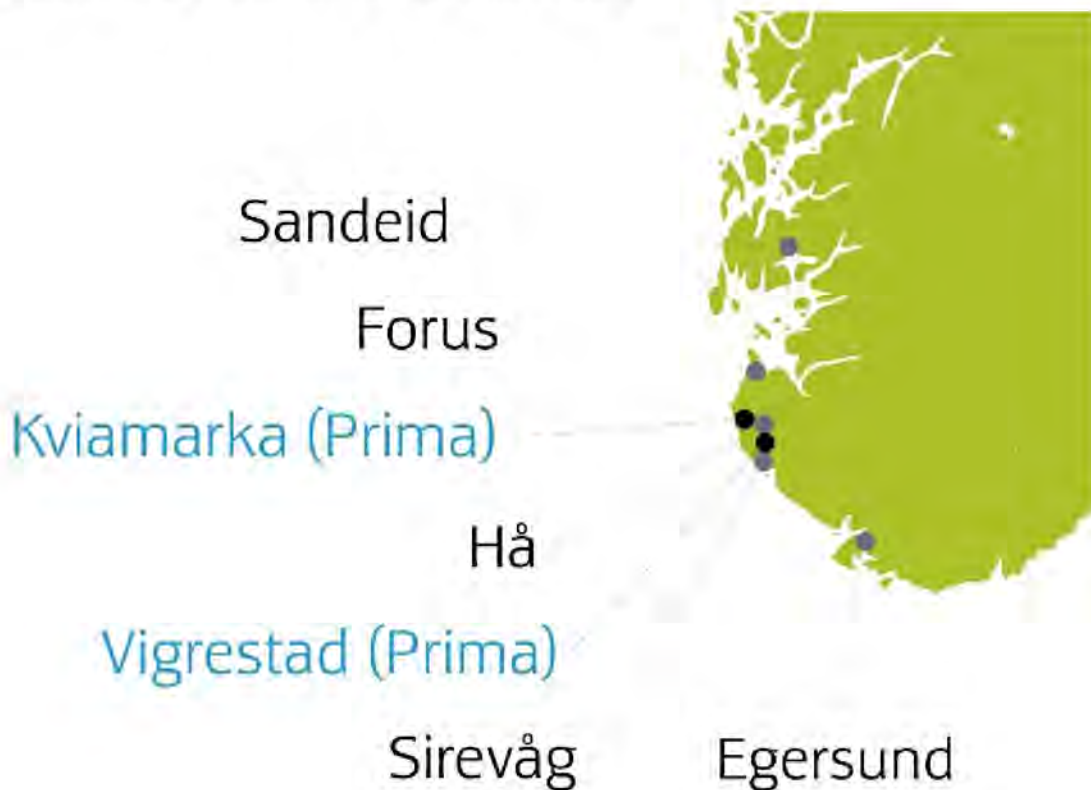 Sandeid
Forus
Kviamarka (Prima)
Hå
Vigrestad (Prima)
Sirevåg
Egersund